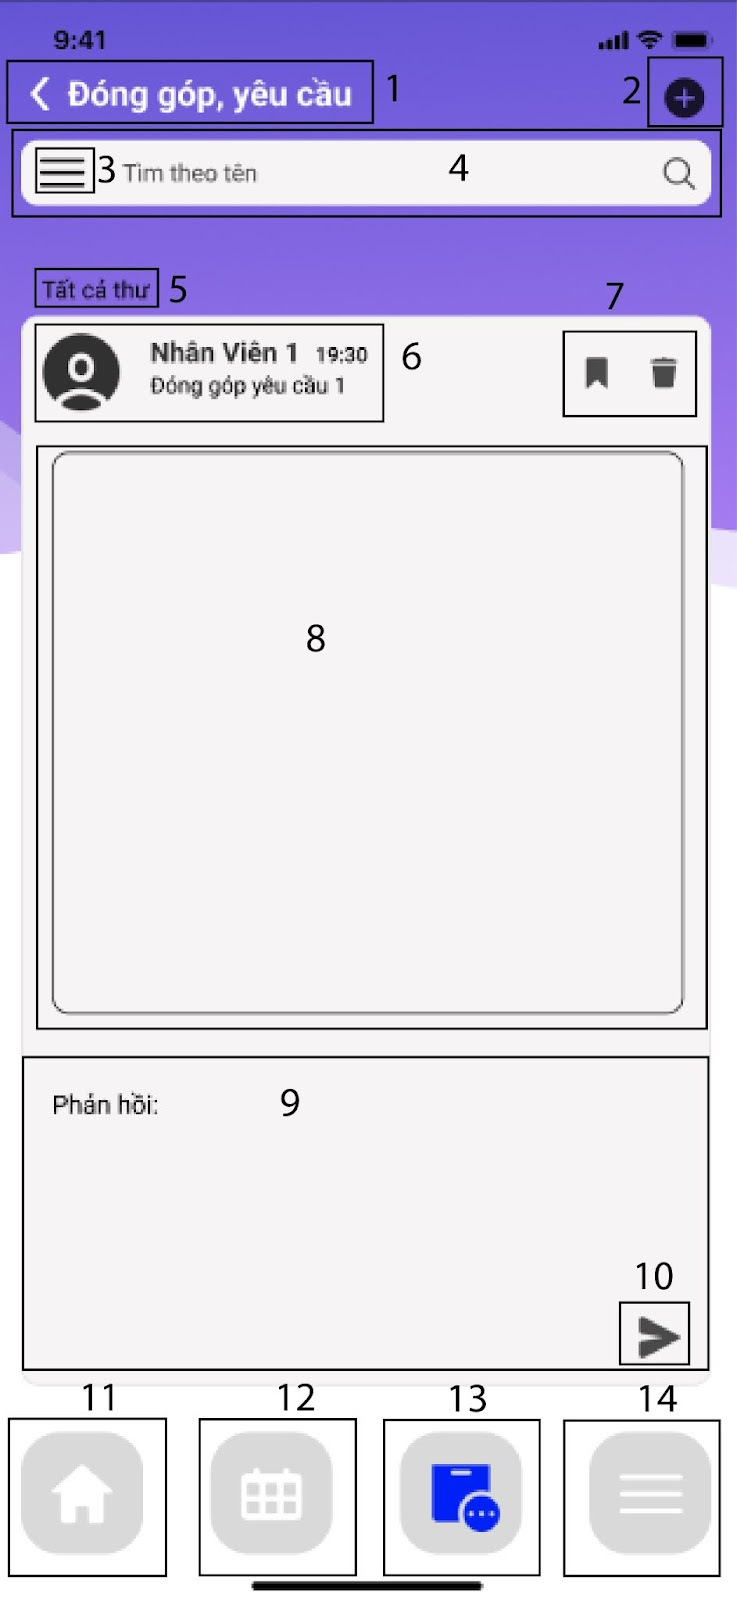 9:41
Đóng góp, yêu cầu 1
2
3 Tìm theo tên 4
Tất cả thư 5
7
Nhân Viên 1 19:30
Đóng góp yêu cầu 1
6
8
Phản hồi: 9
10
11 12 13 14